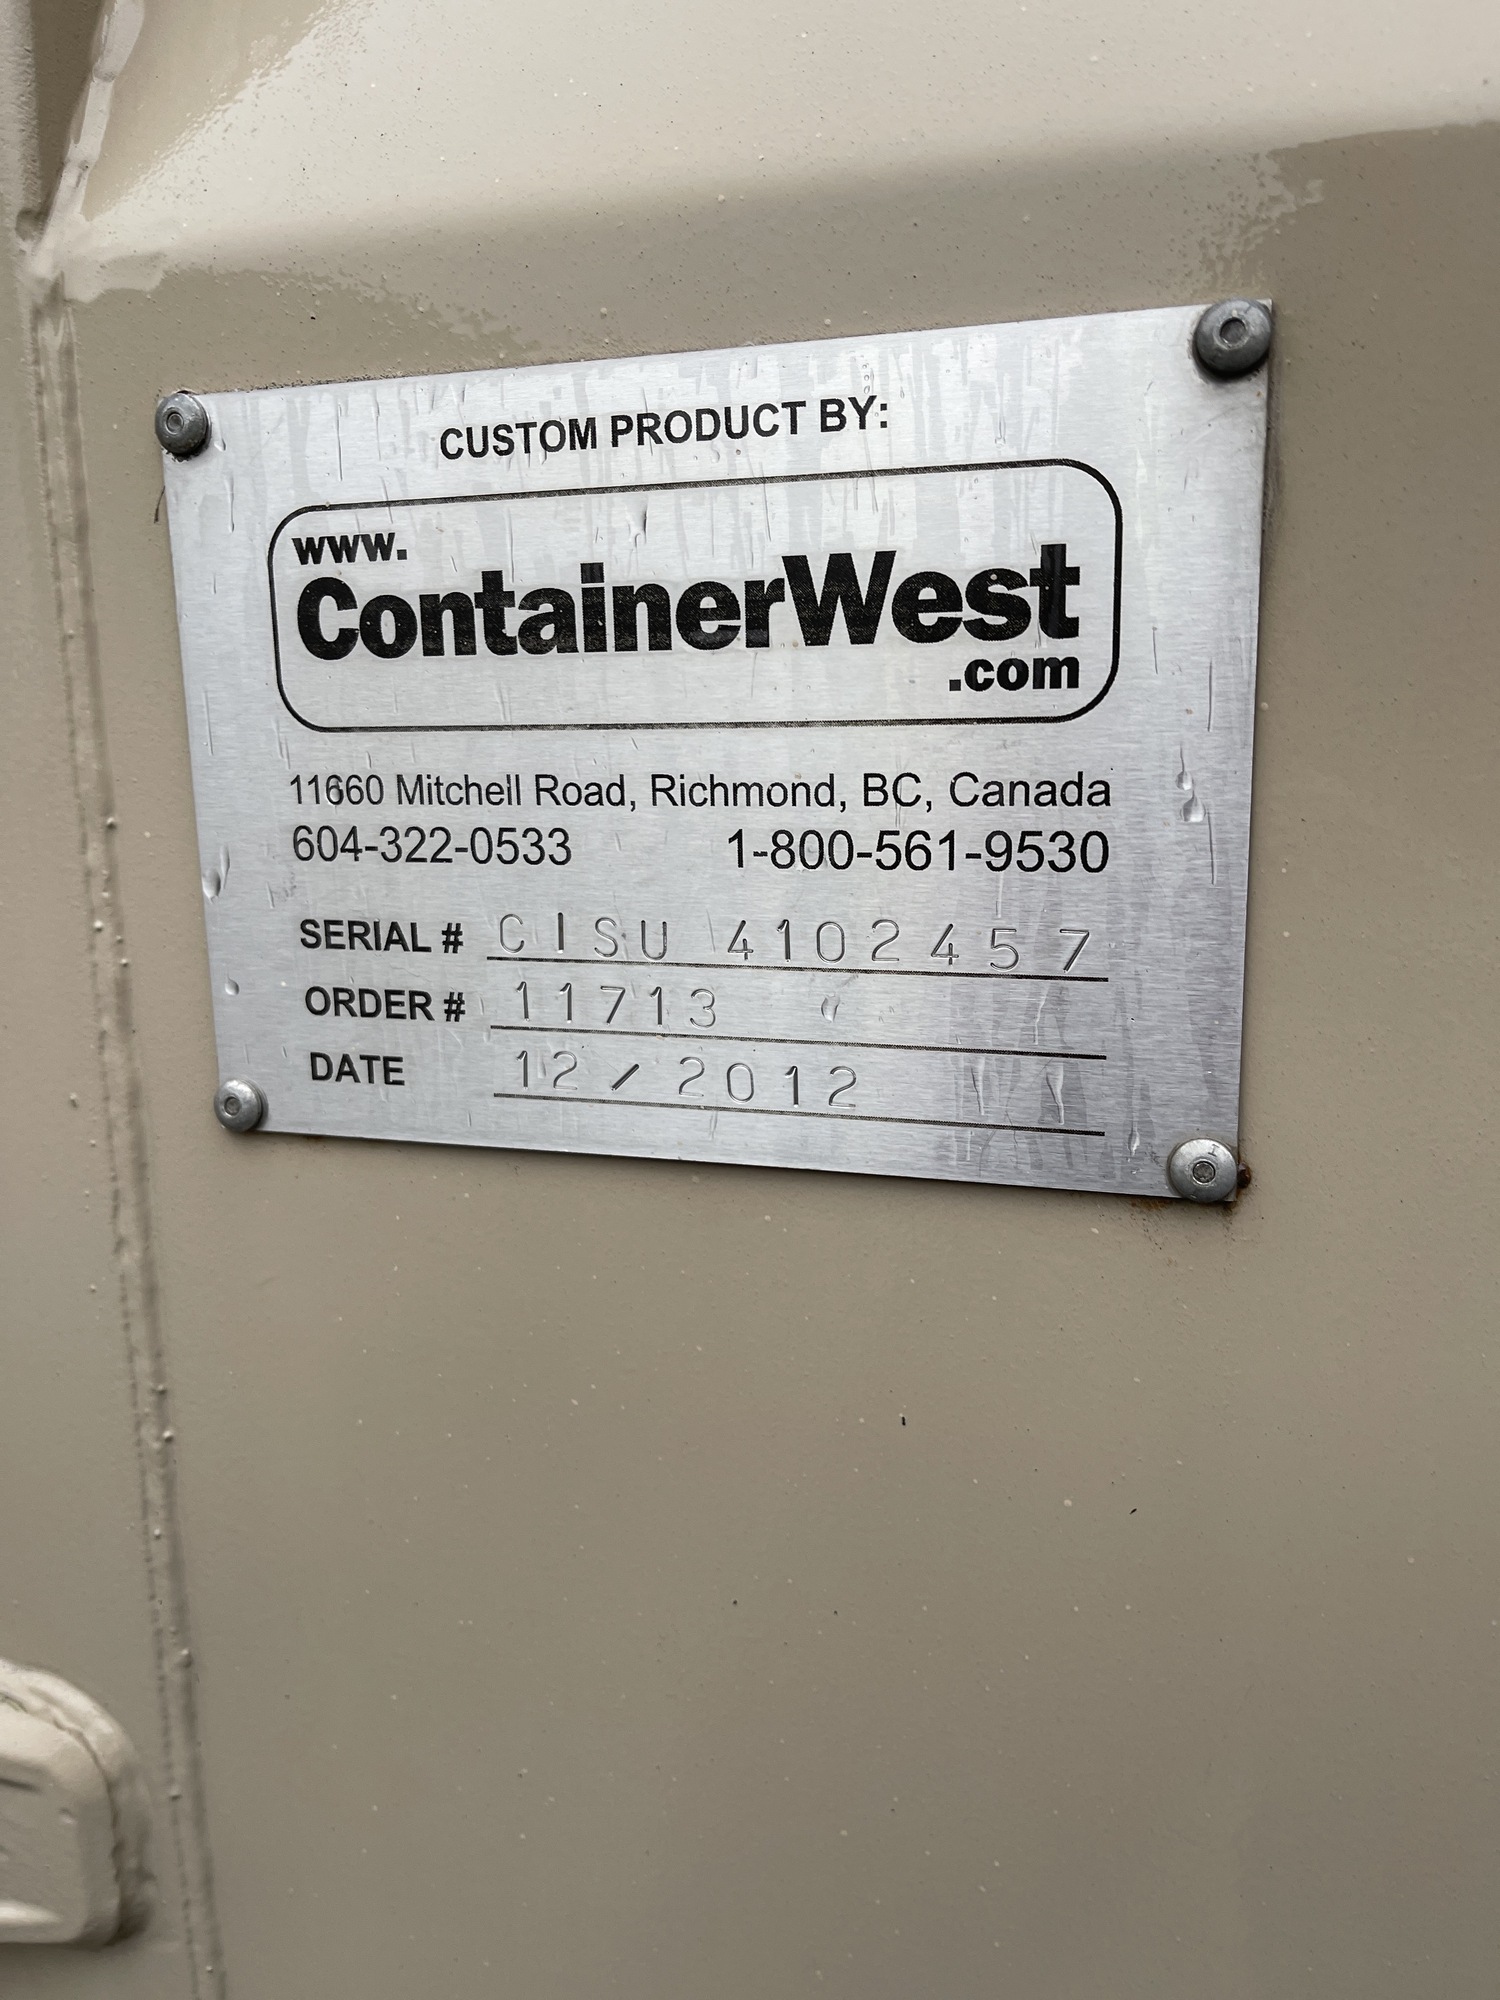 CUSTOM PRODUCT BY:
www.
ContainerWest
.com
11660 Mitchell Road, Richmond, BC, Canada
604-322-0533 1-800-561-9530
SERIAL # CISU 4102457
ORDER # 11713
DATE 12/2012